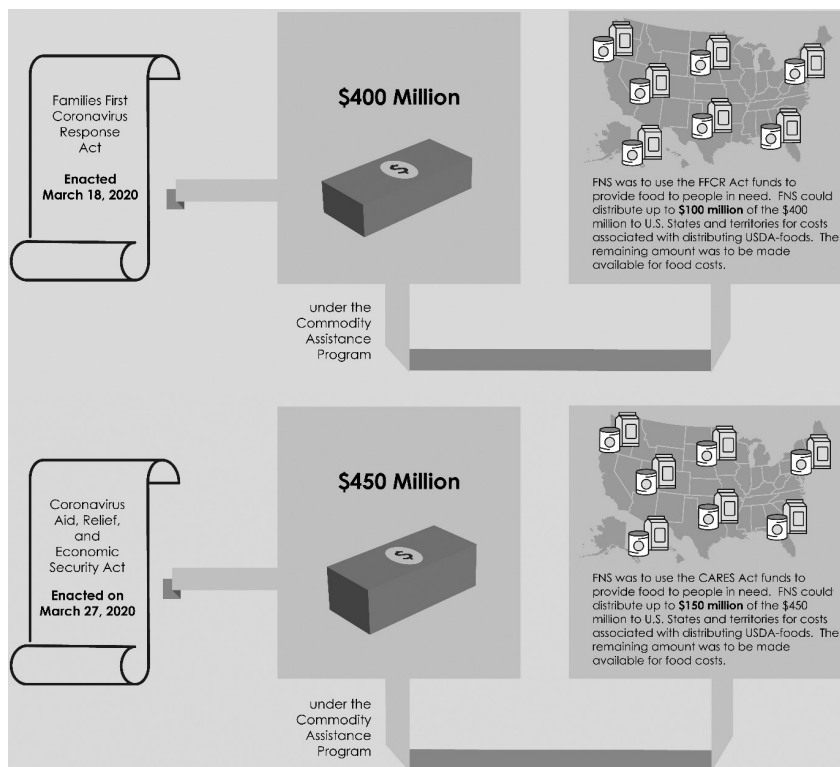 Families First
Coronavirus
Response
Act
Enacted
March 18, 2020
$400 Million
$
under the
Commodity
Assistance
Program
FNS was to use the FFCR Act funds to
provide food to people in need.  FNS could
distribute up to $100 million of the $400
million to U.S. States and territories for costs
associated with distributing USDA-foods.  The
remaining amount was to be made
available for food costs.
Coronavirus
Aid, Relief,
and
Economic
Security Act
Enacted on
March 27, 2020
$450 Million
$
under the
Commodity
Assistance
Program
FNS was to use the CARES Act funds to
provide food to people in need.  FNS could
distribute up to $150 million of the $450
million to U.S. States and territories for costs
associated with distributing USDA-foods.  The
remaining amount was to be made
available for food costs.